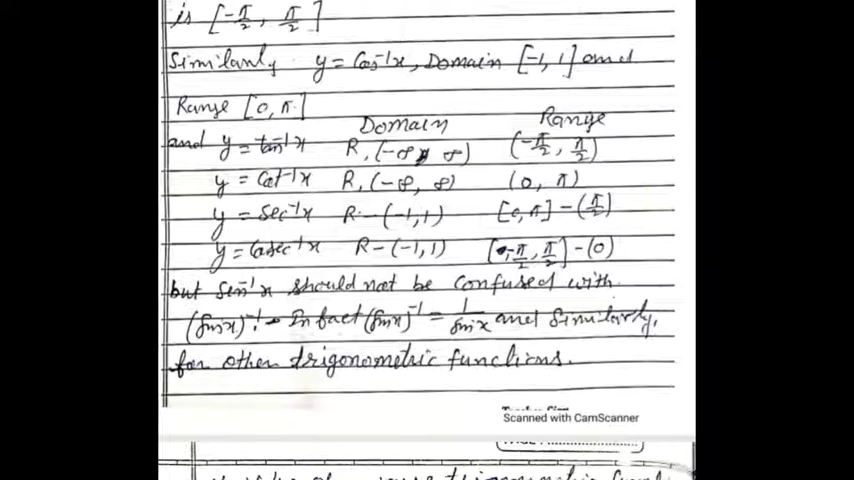 is [-π/2, π/2]
Similarly y = Cos⁻¹x, Domain [-1, 1] and
Range [0, π]
Domain Range
and y = tan⁻¹x R, (-∞, ∞) (-π/2, π/2)
y = Cot⁻¹x R, (-∞, ∞) (0, π)
y = Sec⁻¹x R - (-1, 1) [0, π] - (π/2)
y = Cosec⁻¹x R - (-1, 1) [-π/2, π/2] - (0)
but Sin⁻¹x should not be confused with
(Sinx)⁻¹. - In fact (Sinx)⁻¹ = 1/Sinx and Similarly,
for other trigonometric functions.
Scanned with CamScanner
trigonometric